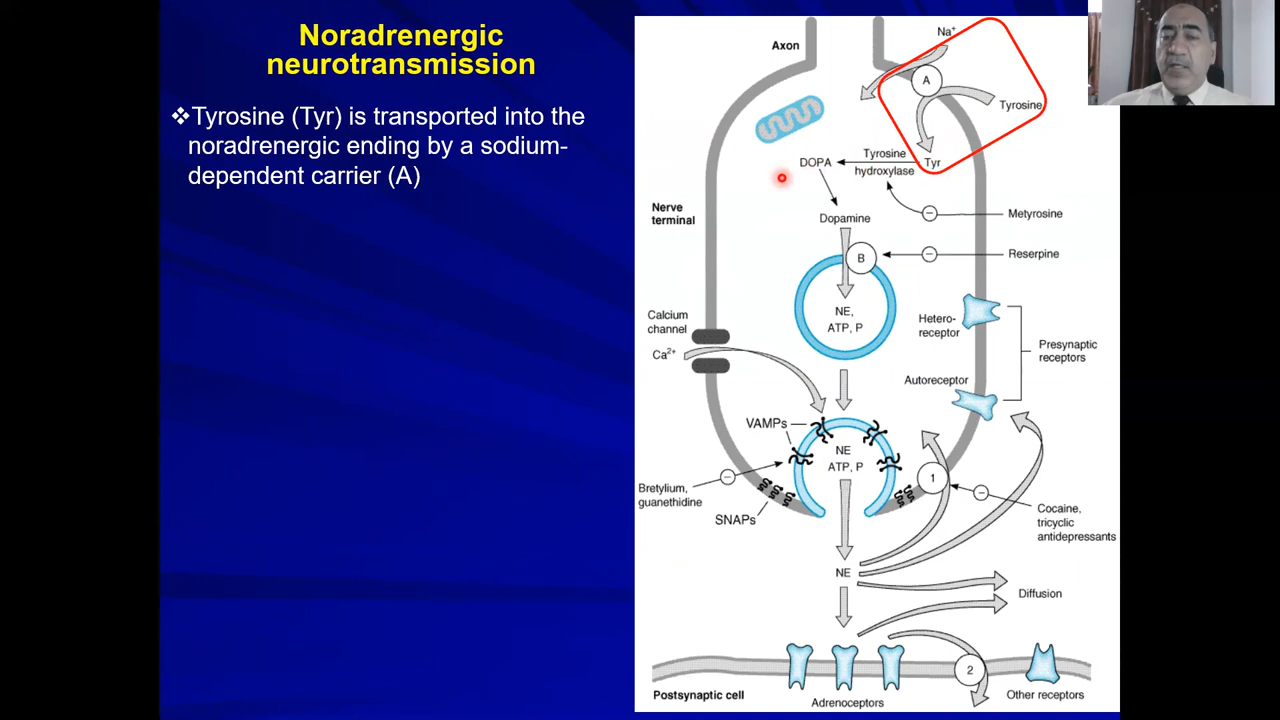 Noradrenergic
neurotransmission
❖Tyrosine (Tyr) is transported into the
noradrenergic ending by a sodium-
dependent carrier (A)
Axon
Na⁺
A
Tyrosine
Tyr
Tyrosine
hydroxylase
DOPA
Dopamine
Metyrosine
Nerve
terminal
B
Reserpine
NE,
ATP, P
Calcium
channel
Ca²⁺
Hetero-
receptor
Presynaptic
receptors
Autoreceptor
VAMPs
NE
ATP, P
Bretylium,
guanethidine
SNAPs
1
Cocaine,
tricyclic
antidepressants
NE
Diffusion
2
Postsynaptic cell
Adrenoceptors
Other receptors